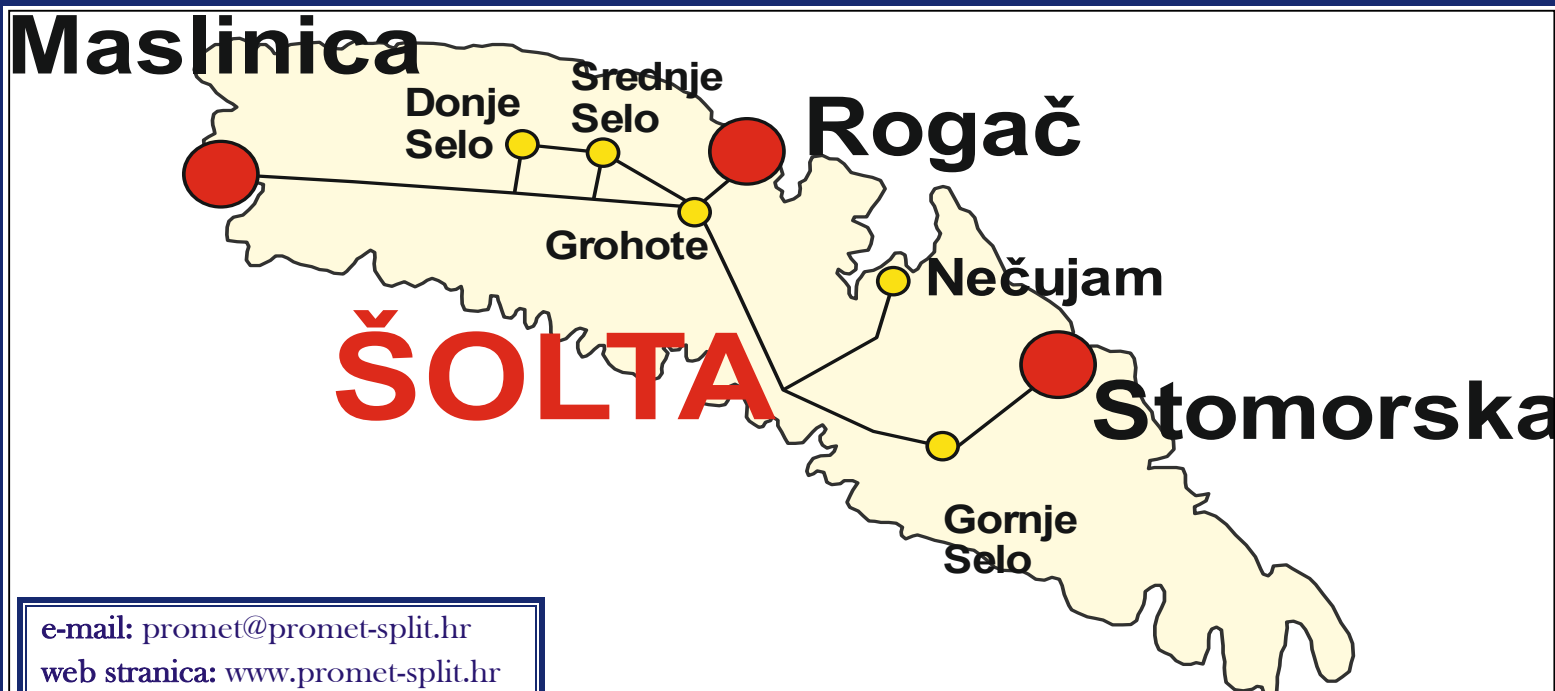 Maslinica
Donje
Selo
Srednje
Selo
Rogač
Grohote
Nečujam
ŠOLTA
Stomorska
Gornje
Selo
e-mail: promet@promet-split.hr
web stranica: www.promet-split.hr